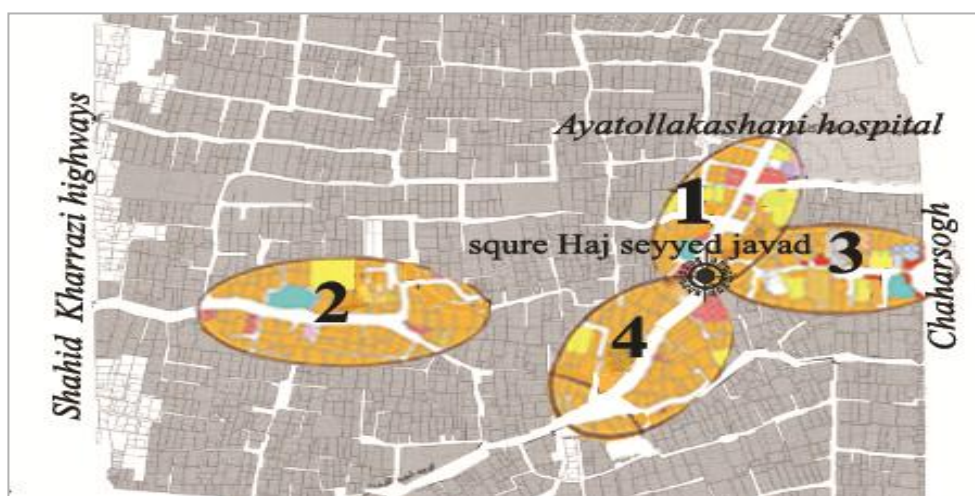 Ayatollakashani hospital
1
squre Haj seyyed javad
3
2
4
Shahid Kharrazi highways
Chaharsogh